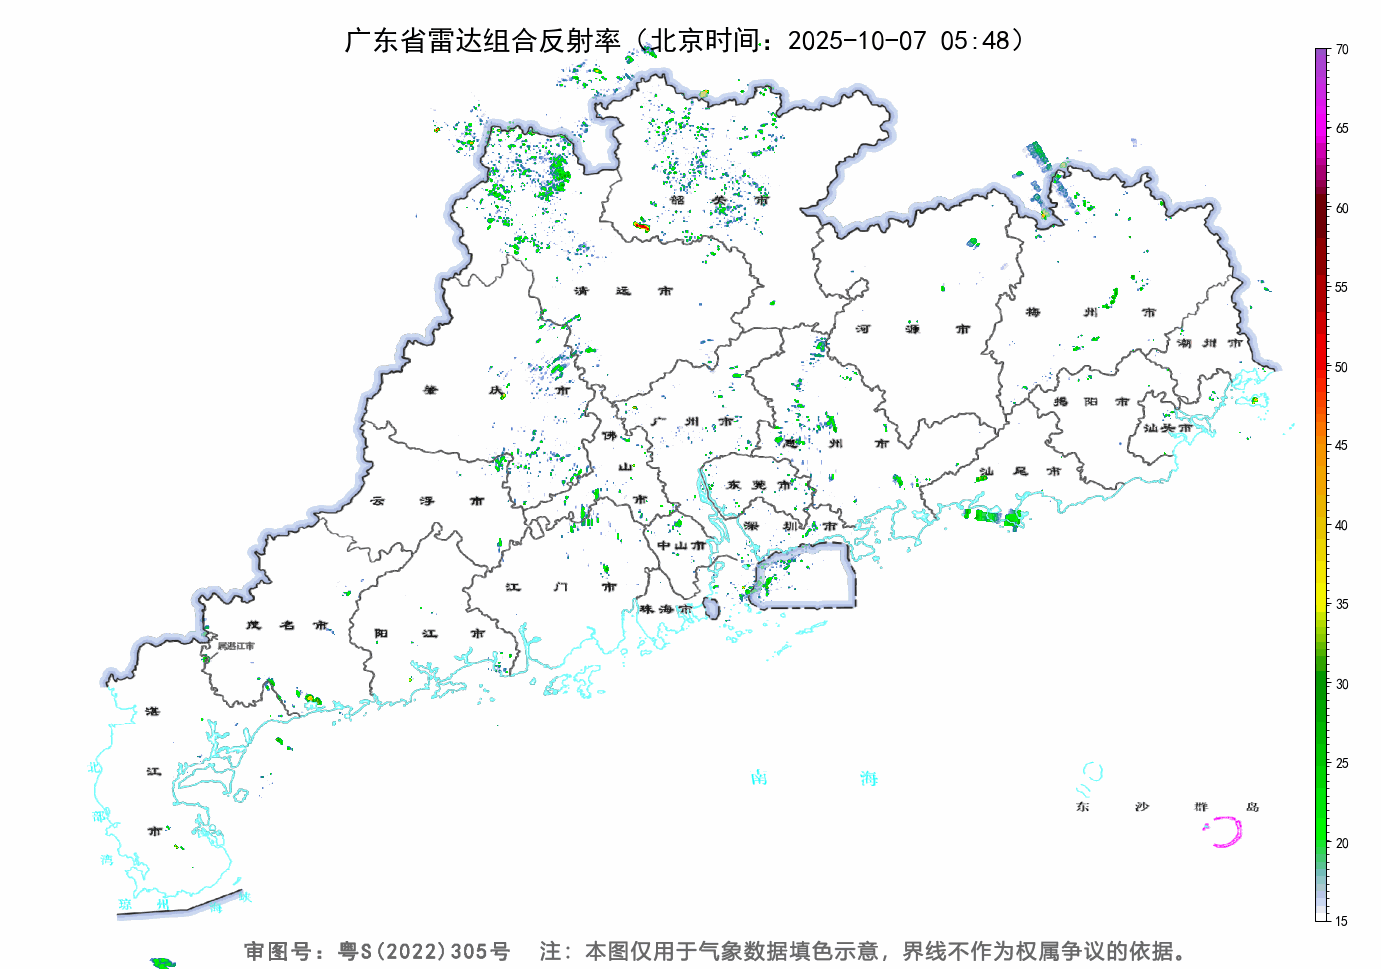 广东省雷达组合反射率（北京时间：2025-10-07 05:48）
70
65
60
55
50
45
40
35
30
25
20
15
韶 关 市
清 远 市
河 源 市
梅 州 市
潮 州 市
肇 庆 市
广 州 市
佛 山 市
惠 州 市
揭 阳 市
汕头市
汕 尾 市
云 浮 市
东 莞 市
深 圳 市
中山市
江 门 市
珠海市
茂 名 市
属湛江市
阳 江 市
湛 江 市
北 部 湾
南 海
东 沙 群 岛
琼 州 海 峡
审图号：粤S(2022)305号 注：本图仅用于气象数据填色示意，界线不作为权属争议的依据。